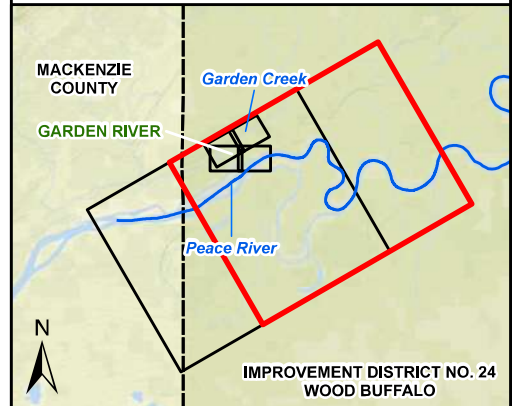 MACKENZIE
COUNTY
Garden Creek
GARDEN RIVER
Peace River
N
IMPROVEMENT DISTRICT NO. 24
WOOD BUFFALO